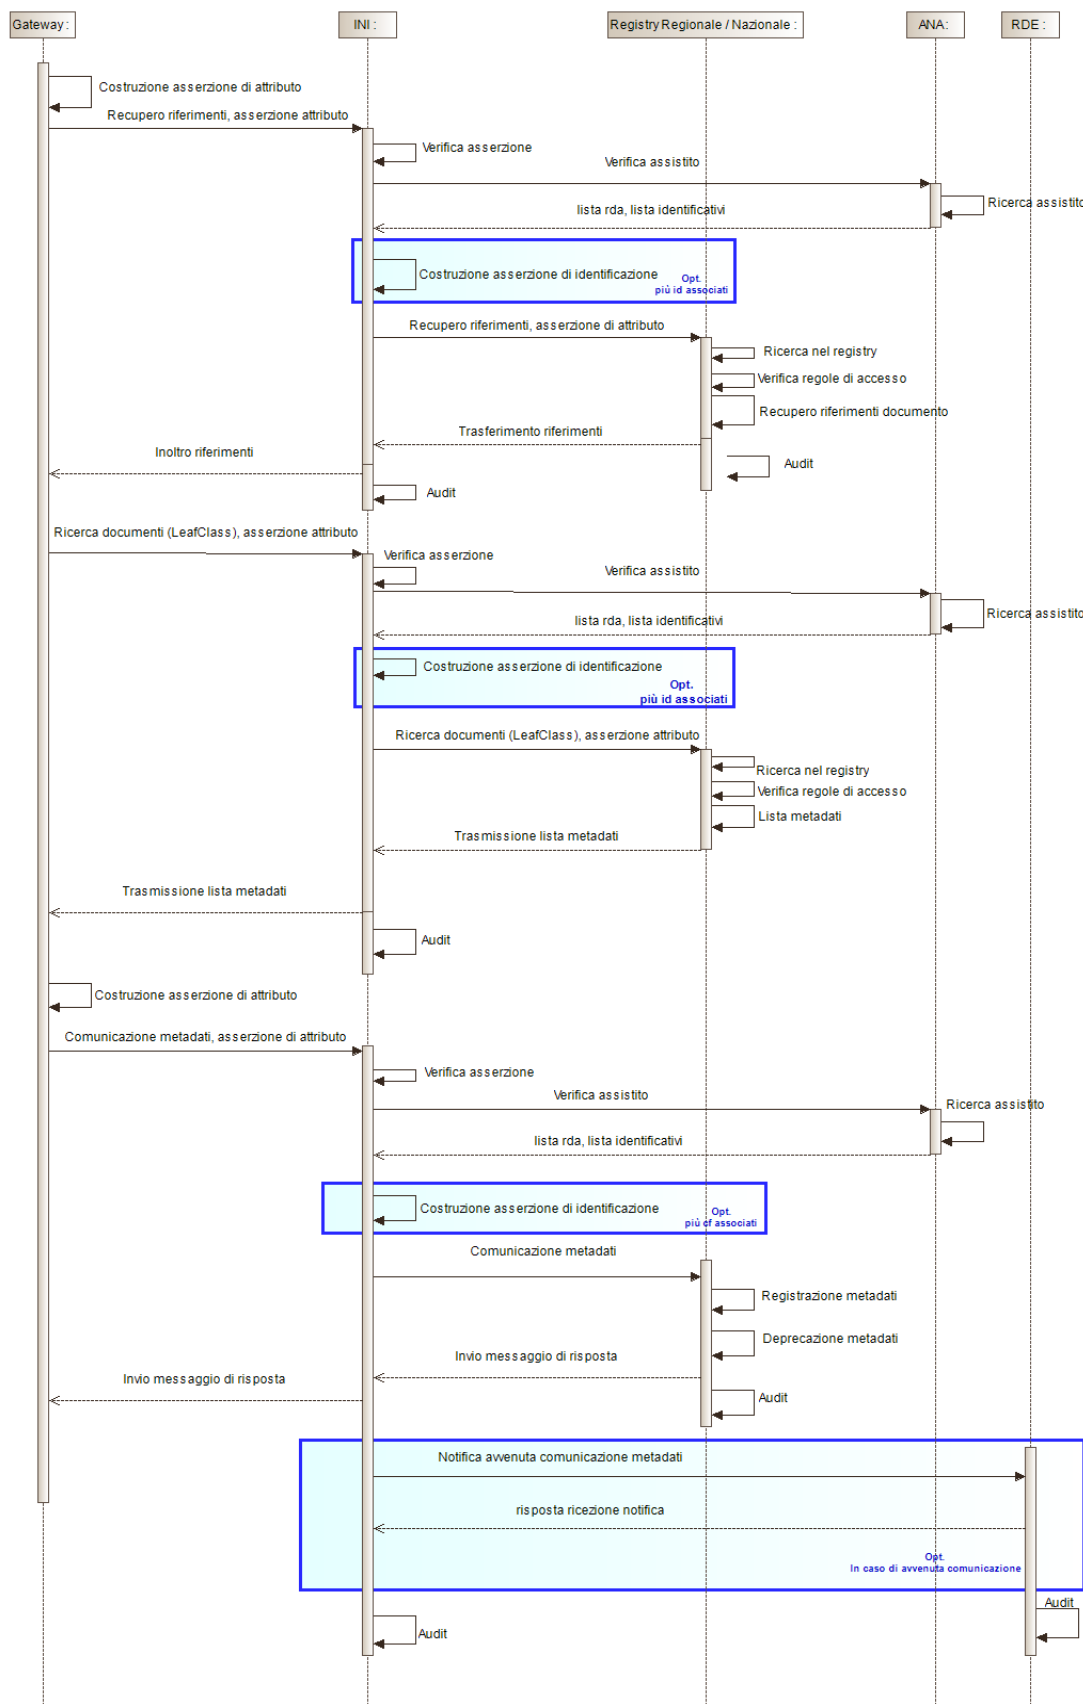 Gateway :
INI :
Registry Regionale / Nazionale :
ANA :
RDE :
Costruzione asserzione di attributo
Recupero riferimenti, asserzione attributo
Verifica asserzione
Verifica assistito
Ricerca assistito
lista rda, lista identificativi
Costruzione asserzione di identificazione
Opt.
più id associati
Recupero riferimenti, asserzione di attributo
Ricerca nel registry
Verifica regole di accesso
Recupero riferimenti documento
Trasferimento riferimenti
Inoltro riferimenti
Audit
Audit
Ricerca documenti (LeafClass), asserzione attributo
Verifica asserzione
Verifica assistito
Ricerca assistito
lista rda, lista identificativi
Costruzione asserzione di identificazione
Opt.
più id associati
Ricerca documenti (LeafClass), asserzione attributo
Ricerca nel registry
Verifica regole di accesso
Lista metadati
Trasmissione lista metadati
Trasmissione lista metadati
Audit
Costruzione asserzione di attributo
Comunicazione metadati, asserzione di attributo
Verifica asserzione
Verifica assistito
Ricerca assistito
lista rda, lista identificativi
Costruzione asserzione di identificazione
Opt.
più cf associati
Comunicazione metadati
Registrazione metadati
Deprecazione metadati
Invio messaggio di risposta
Invio messaggio di risposta
Audit
Notifica avvenuta comunicazione metadati
risposta ricezione notifica
Opt.
In caso di avvenuta comunicazione
Audit
Audit